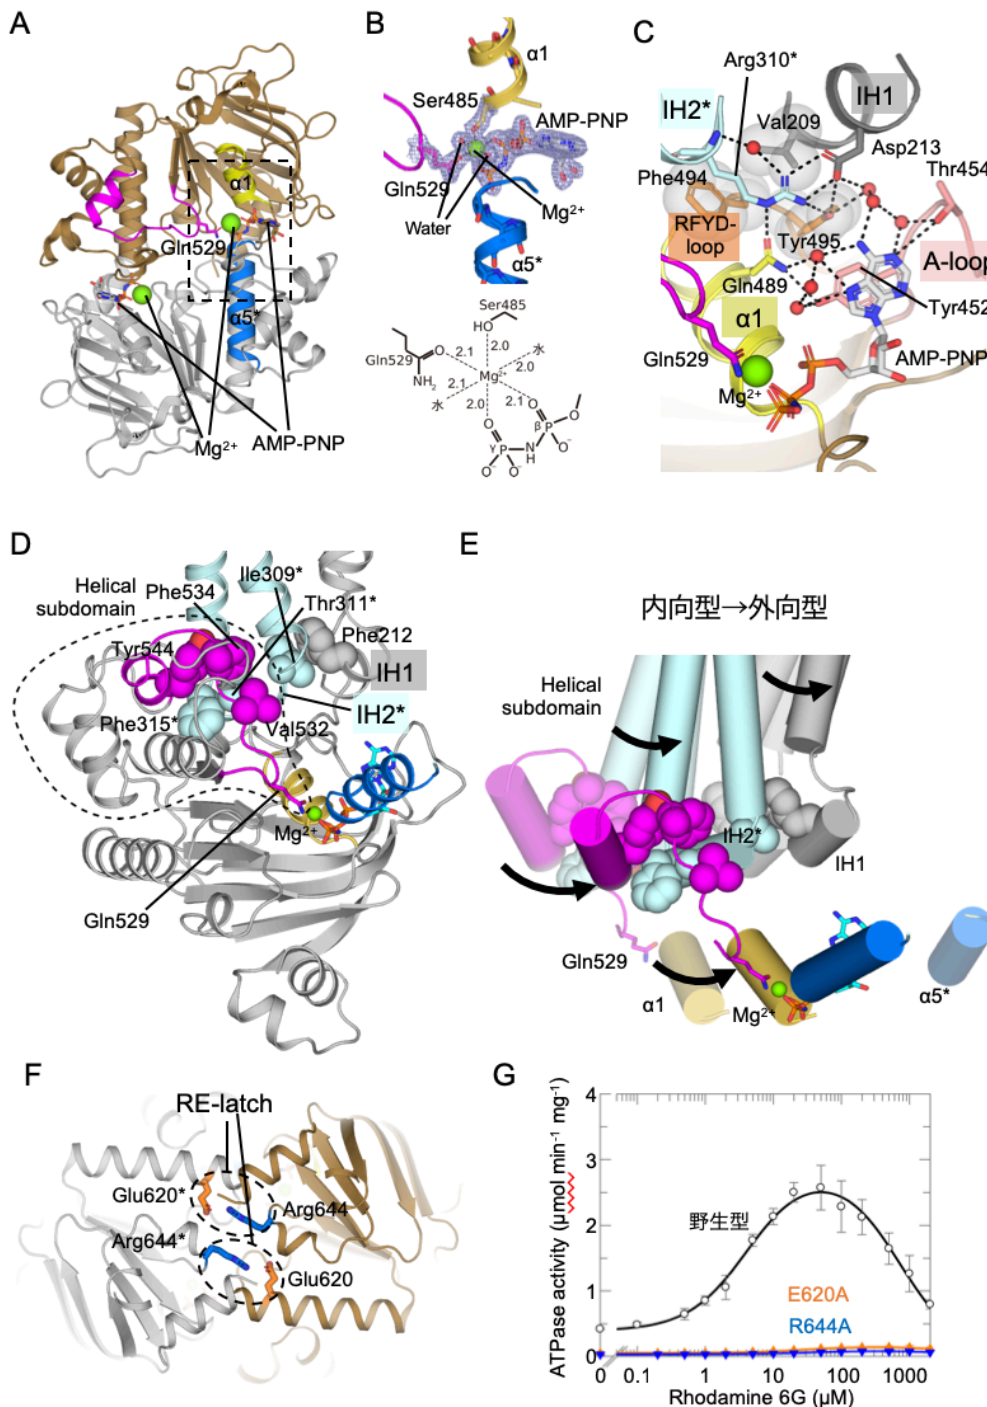 A
α1
Gln529
α5*
Mg²⁺
AMP-PNP
B
α1
Ser485
AMP-PNP
Gln529
Water
Mg²⁺
α5*
Ser485
HO
Gln529
O
NH₂
2.1
2.0
水
2.0
Mg²⁺
2.1
水
2.0
2.1
O
O
β
P
O⁻
γ
P
N
H
O⁻
O⁻
C
Arg310*
IH1
IH2*
Val209
Asp213
Thr454
Phe494
RFYD-
loop
Tyr495
A-loop
Gln489
α1
Tyr452
Gln529
AMP-PNP
Mg²⁺
D
Helical
subdomain
Ile309*
Phe534
Thr311*
Phe212
Tyr544
IH1
IH2*
Phe315*
Val532
Mg²⁺
Gln529
E
内向型→外向型
Helical
subdomain
IH2*
IH1
Gln529
α1
Mg²⁺
α5*
F
RE-latch
Glu620*
Arg644
Arg644*
Glu620
G
ATPase activity (μmol min⁻¹ mg⁻¹)
4
3
2
1
0
野生型
E620A
R644A
0 0.1 1 10 100 1000
Rhodamine 6G (μM)